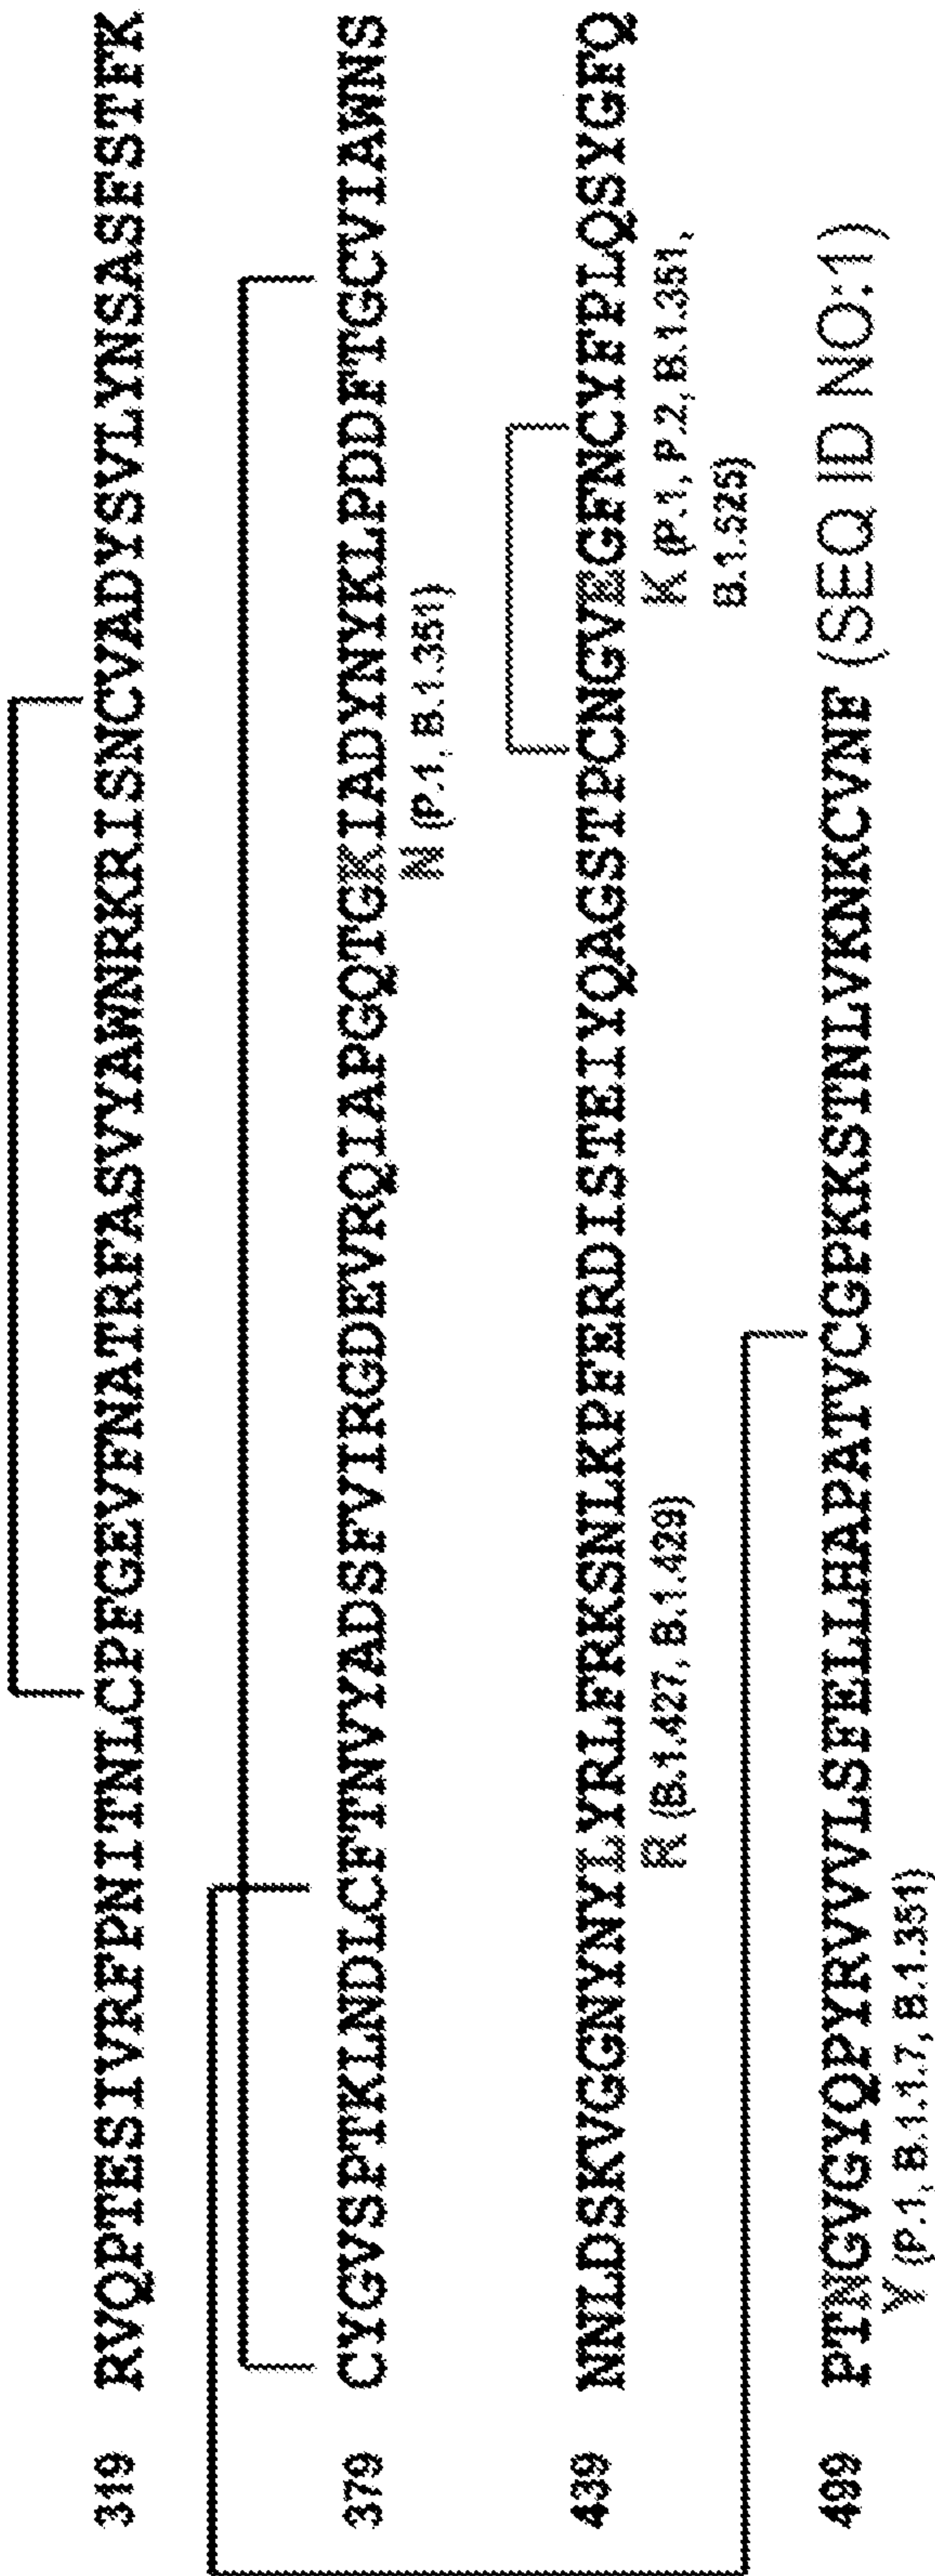 319 RVQPTESIVRFPNITNLCPFGEVFNATRFASVYAWNRKRISNCVADYSVLYNSASFSTFK
379 CYGVSPTKLNDLCFTNVYADSFVIRGDEVRQIAPGQTGKIADYNYKLPDDFTGCVIAWNS
N (P.1, B.1.351)
439 NNLDSKVGGNYNYLYRLFRKSNLKPFERDISTEIYQAGSTPCNGVEGFNCYFPLQSYGFQ
R (B.1.427, B.1.429) K (P.1, P.2, B.1.351,
B.1.525)
499 PTNGVGYQPYRVVVLSFELLHAPATVCGPKKSTNLVKNKCVNF (SEQ ID NO:1)
Y (P.1, B.1.1.7, B.1.351)